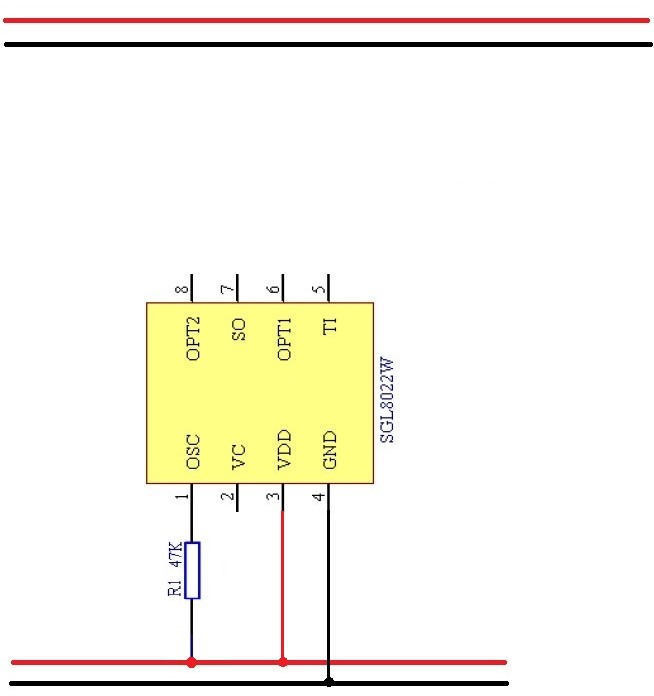 8 7 6 5
OPT2 SO OPT1 TI
SGL8022W
OSC VC VDD GND
1 2 3 4
R1 47K